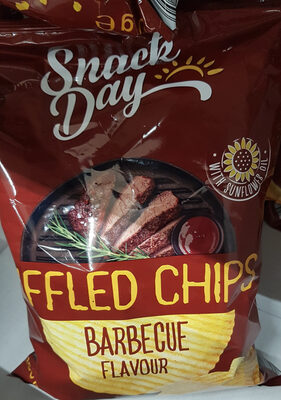 Snack
Day
WITH SUNFLOWER OIL
FFLED CHIPS
BARBECUE
FLAVOUR